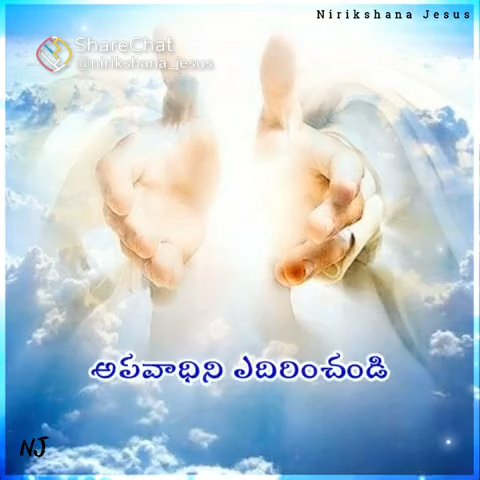 Nirikshana Jesus
ShareChat
@nirikshana_jesus
అపవాధిని ఎదిరించండి
NJ